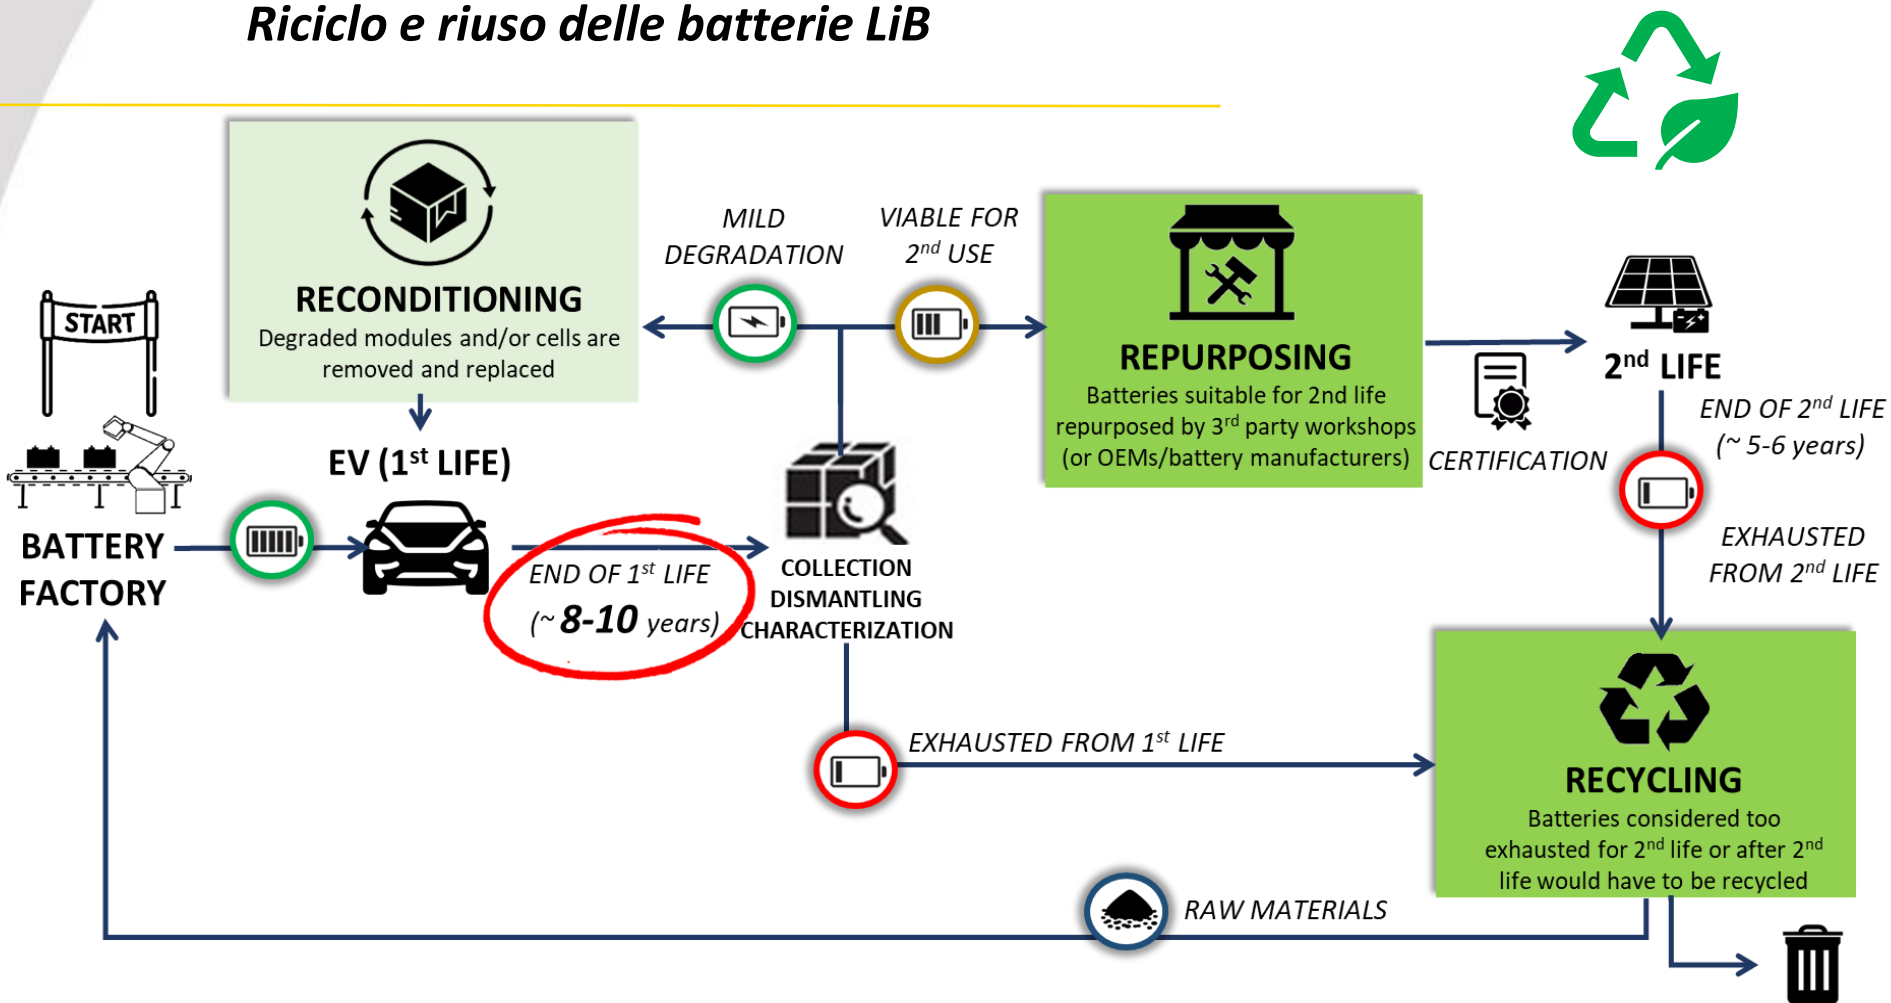 Riciclo e riuso delle batterie LiB
START
BATTERY
FACTORY
RECONDITIONING
Degraded modules and/or cells are
removed and replaced
EV (1st LIFE)
END OF 1st LIFE
(~ 8-10 years)
MILD
DEGRADATION
VIABLE FOR
2nd USE
COLLECTION
DISMANTLING
CHARACTERIZATION
REPURPOSING
Batteries suitable for 2nd life
repurposed by 3rd party workshops
(or OEMs/battery manufacturers)
CERTIFICATION
2nd LIFE
END OF 2nd LIFE
(~ 5-6 years)
EXHAUSTED
FROM 2nd LIFE
EXHAUSTED FROM 1st LIFE
RECYCLING
Batteries considered too
exhausted for 2nd life or after 2nd
life would have to be recycled
RAW MATERIALS